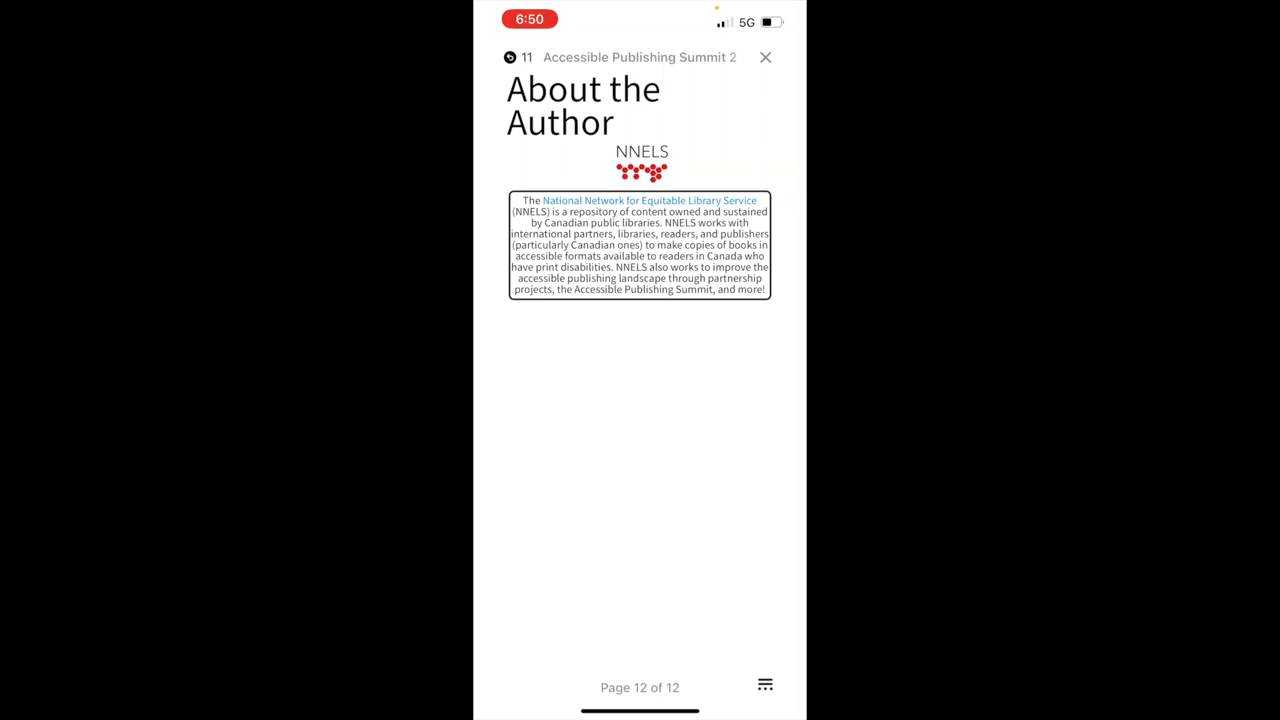 6:50
5G
11 Accessible Publishing Summit 2
About the
Author
NNELS
The National Network for Equitable Library Service
(NNELS) is a repository of content owned and sustained
by Canadian public libraries. NNELS works with
international partners, libraries, readers, and publishers
(particularly Canadian ones) to make copies of books in
accessible formats available to readers in Canada who
have print disabilities. NNELS also works to improve the
accessible publishing landscape through partnership
projects, the Accessible Publishing Summit, and more!
Page 12 of 12